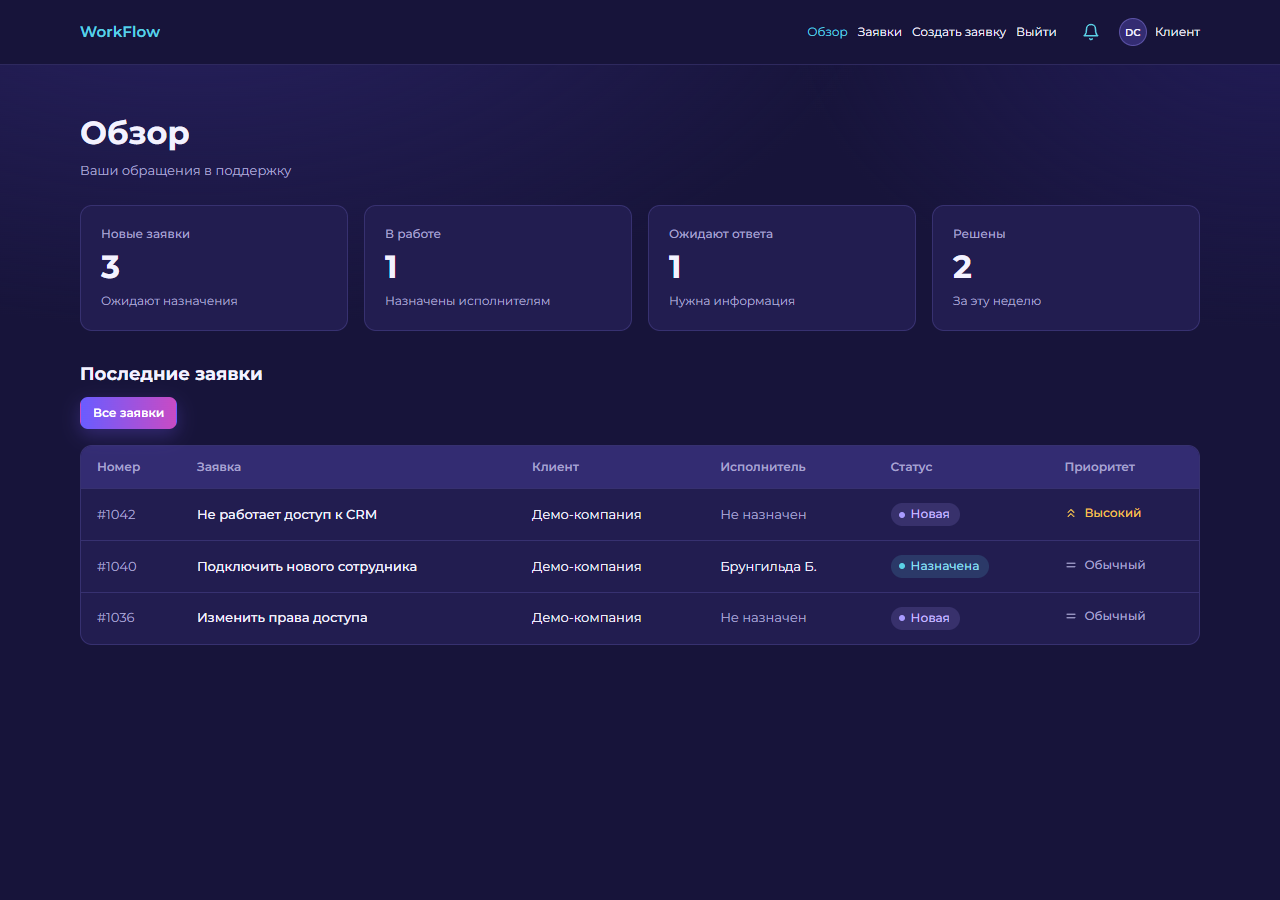 WorkFlow Обзор Заявки Создать заявку Выйти DC Клиент
Обзор
Ваши обращения в поддержку
Новые заявки В работе Ожидают ответа Решены
3 1 1 2
Ожидают назначения Назначены исполнителям Нужна информация За эту неделю
Последние заявки
Все заявки
Номер Заявка Клиент Исполнитель Статус Приоритет
#1042 Не работает доступ к CRM Демо-компания Не назначен Новая Высокий
#1040 Подключить нового сотрудника Демо-компания Брунгильда Б. Назначена Обычный
#1036 Изменить права доступа Демо-компания Не назначен Новая Обычный